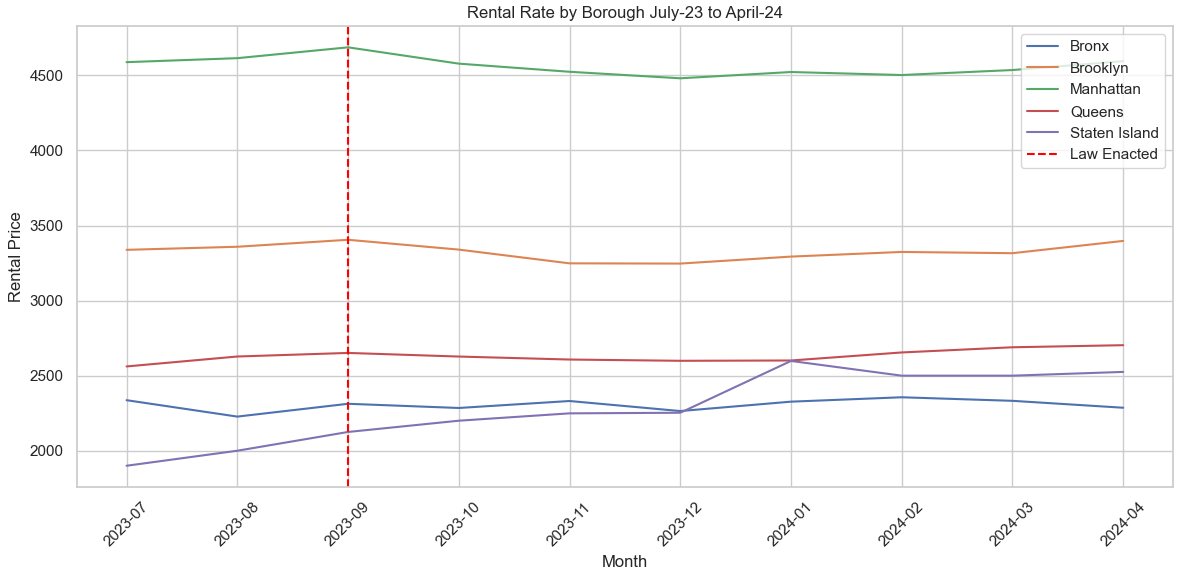 Rental Rate by Borough July-23 to April-24
Rental Price
4500
4000
3500
3000
2500
2000
Bronx
Brooklyn
Manhattan
Queens
Staten Island
Law Enacted
2023-07
2023-08
2023-09
2023-10
2023-11
2023-12
2024-01
2024-02
2024-03
2024-04
Month